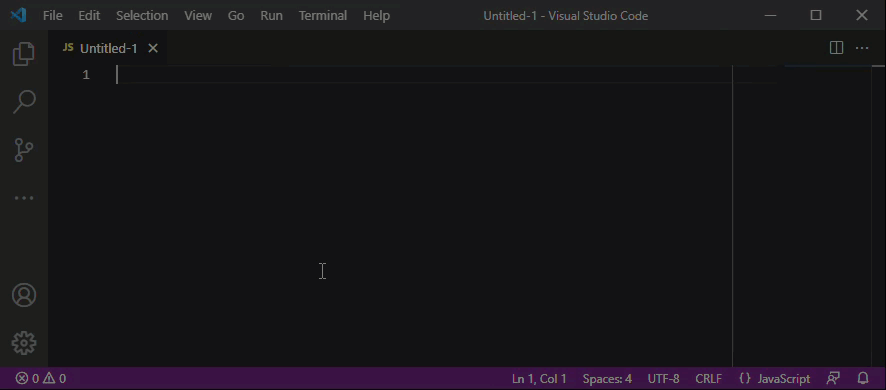 File Edit Selection View Go Run Terminal Help Untitled-1 - Visual Studio Code
JS Untitled-1
1
0 0 Ln 1, Col 1 Spaces: 4 UTF-8 CRLF {} JavaScript